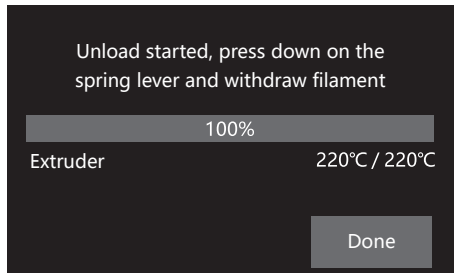 Unload started, press down on the
spring lever and withdraw filament
100%
Extruder 220℃ / 220℃
Done